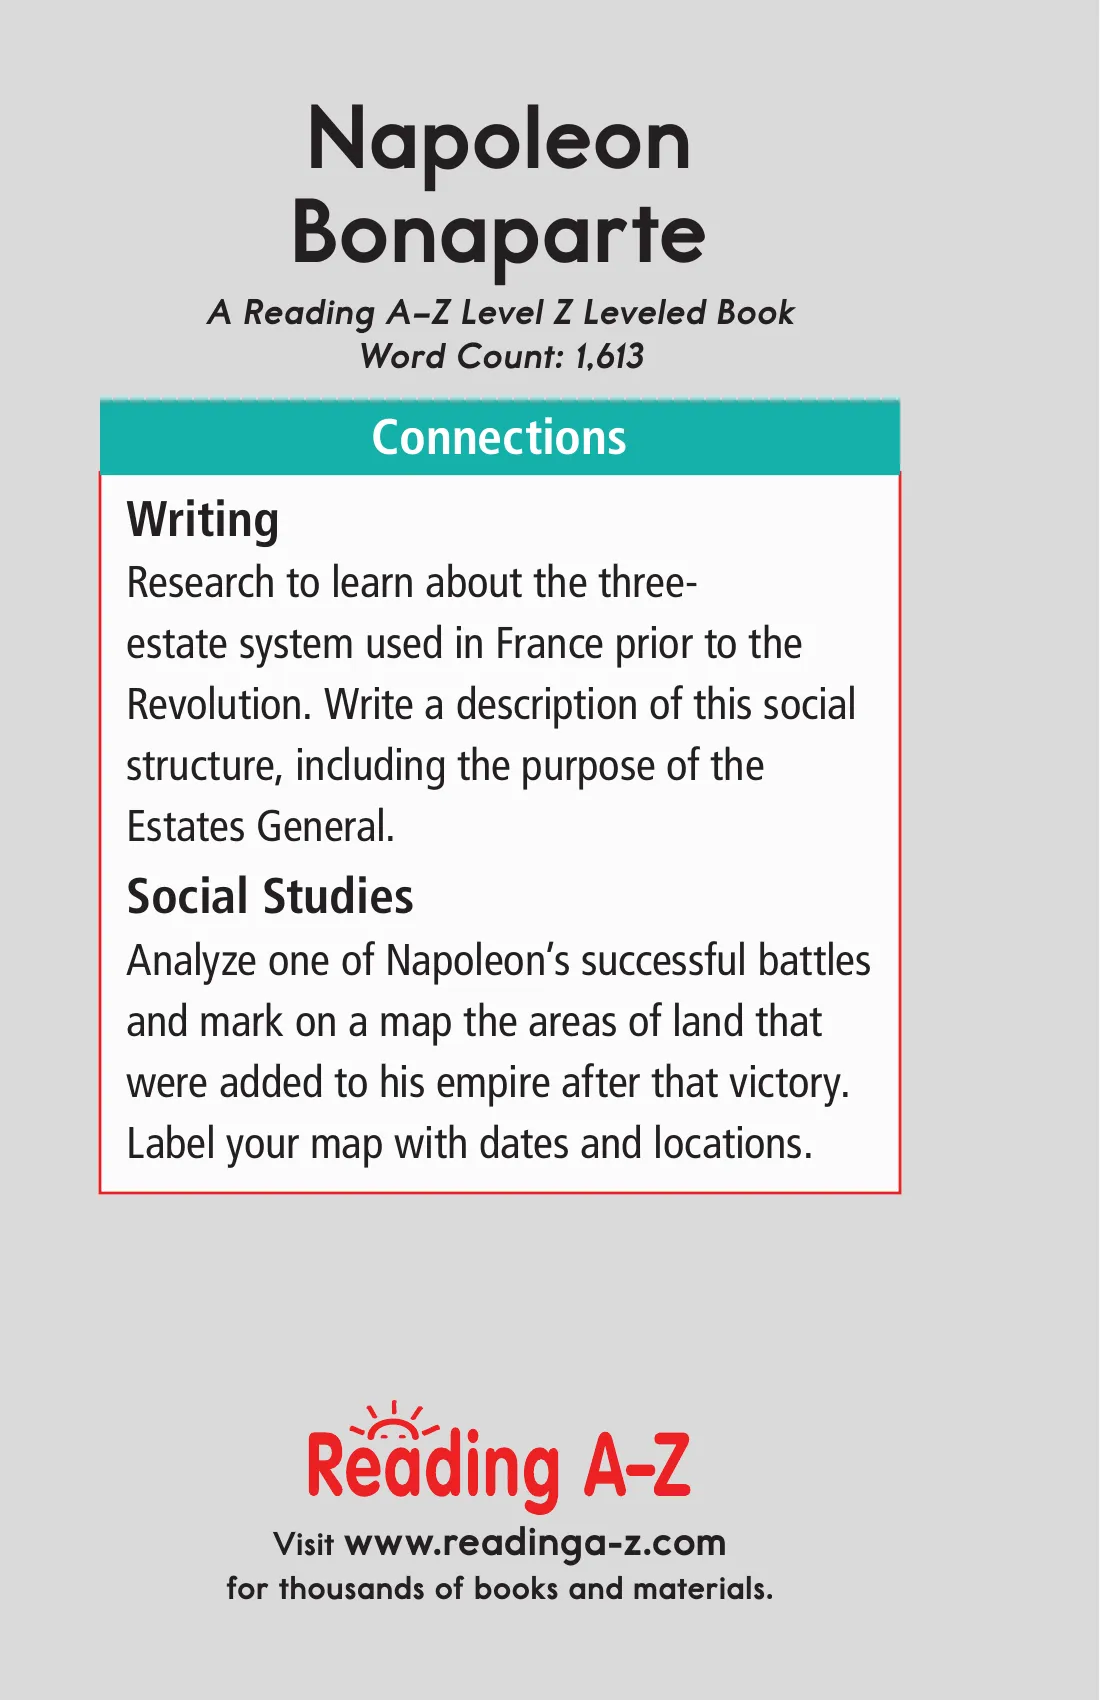 Napoleon
Bonaparte
A Reading A–Z Level Z Leveled Book
Word Count: 1,613
Connections
Writing
Research to learn about the three-
estate system used in France prior to the
Revolution. Write a description of this social
structure, including the purpose of the
Estates General.
Social Studies
Analyze one of Napoleon’s successful battles
and mark on a map the areas of land that
were added to his empire after that victory.
Label your map with dates and locations.
Reading A–Z
Visit www.readinga-z.com
for thousands of books and materials.